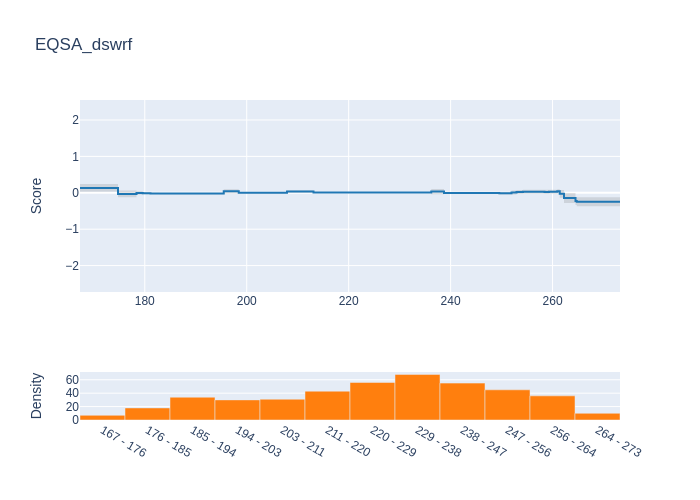 EQSA_dswrf
Score
2
1
0
−1
−2
180
200
220
240
260
Density
60
40
20
0
167 - 176
176 - 185
185 - 194
194 - 203
203 - 211
211 - 220
220 - 229
229 - 238
238 - 247
247 - 256
256 - 264
264 - 273